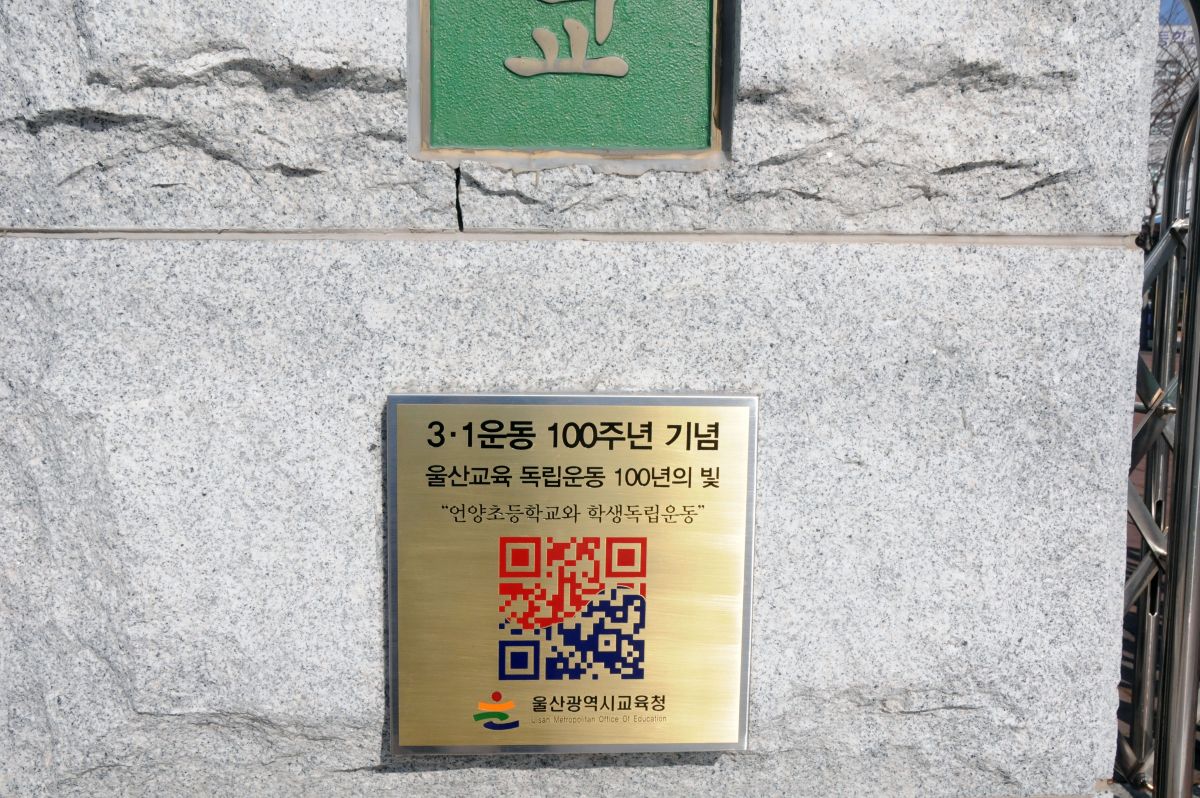 교
3·1운동 100주년 기념
울산교육 독립운동 100년의 빛
“언양초등학교와 학생독립운동”
울산광역시교육청
Ulsan Metropolitan Office Of Education